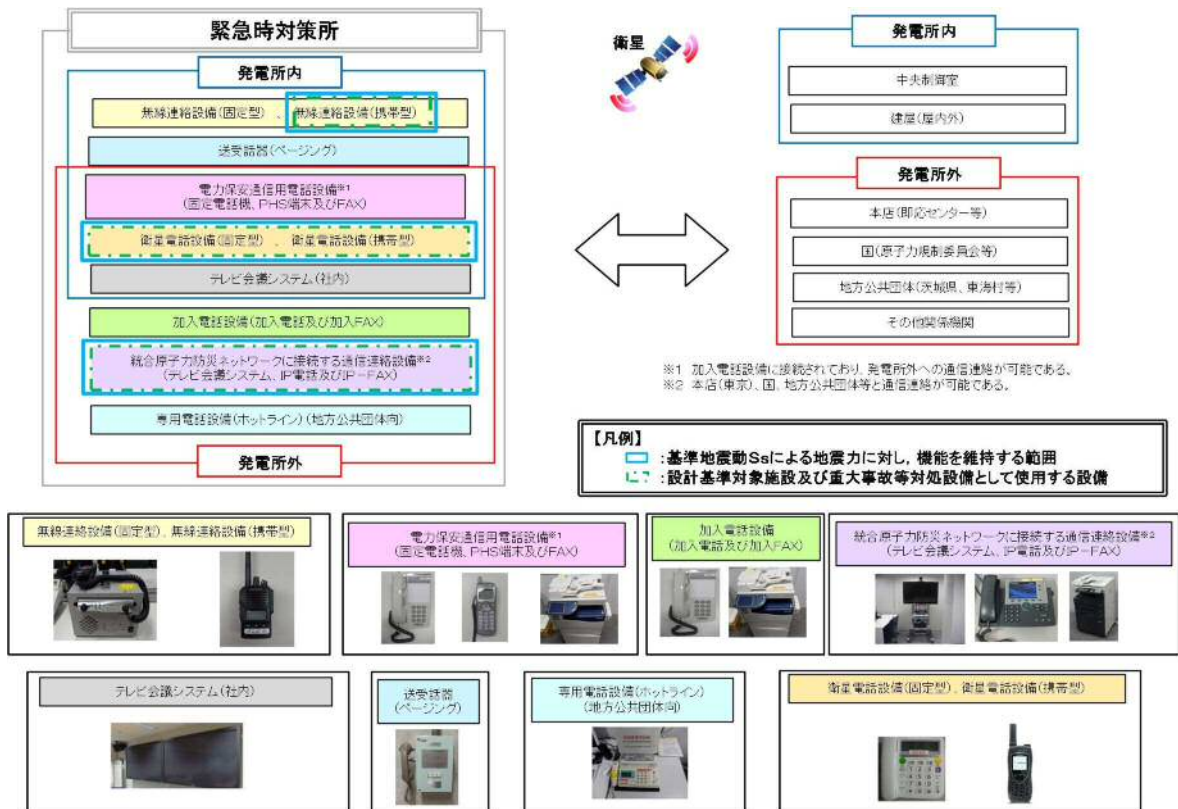 緊急時対策所
発電所内
無線連絡設備(固定型) 、 無線連絡設備(携帯型)
送受話器(ページング)
電力保安通信用電話設備※1
(固定電話機、PHS端末及びFAX)
衛星電話設備(固定型) 、 衛星電話設備(携帯型)
テレビ会議システム(社内)
加入電話設備(加入電話及び加入FAX)
統合原子力防災ネットワークに接続する通信連絡設備※2
(テレビ会議システム、IP電話及びIP-FAX)
専用電話設備(ホットライン)(地方公共団体向)
発電所外
衛星
発電所内
中央制御室
建屋(屋内外)
発電所外
本店(即応センター等)
国(原子力規制委員会等)
地方公共団体(茨城県、東海村等)
その他関係機関
※1 加入電話設備に接続されており、発電所外への通信連絡が可能である。
※2 本店(東京)、国、地方公共団体等と通信連絡が可能である。
【凡例】
:基準地震動Ssによる地震力に対し, 機能を維持する範囲
:設計基準対象施設及び重大事故等対処設備として使用する設備
無線連絡設備(固定型)、無線連絡設備(携帯型)
電力保安通信用電話設備※1
(固定電話機、PHS端末及びFAX)
加入電話設備
(加入電話及び加入FAX)
統合原子力防災ネットワークに接続する通信連絡設備※2
(テレビ会議システム、IP電話及びIP-FAX)
テレビ会議システム(社内)
送受話器
(ページング)
専用電話設備(ホットライン)
(地方公共団体向)
衛星電話設備(固定型)、衛星電話設備(携帯型)